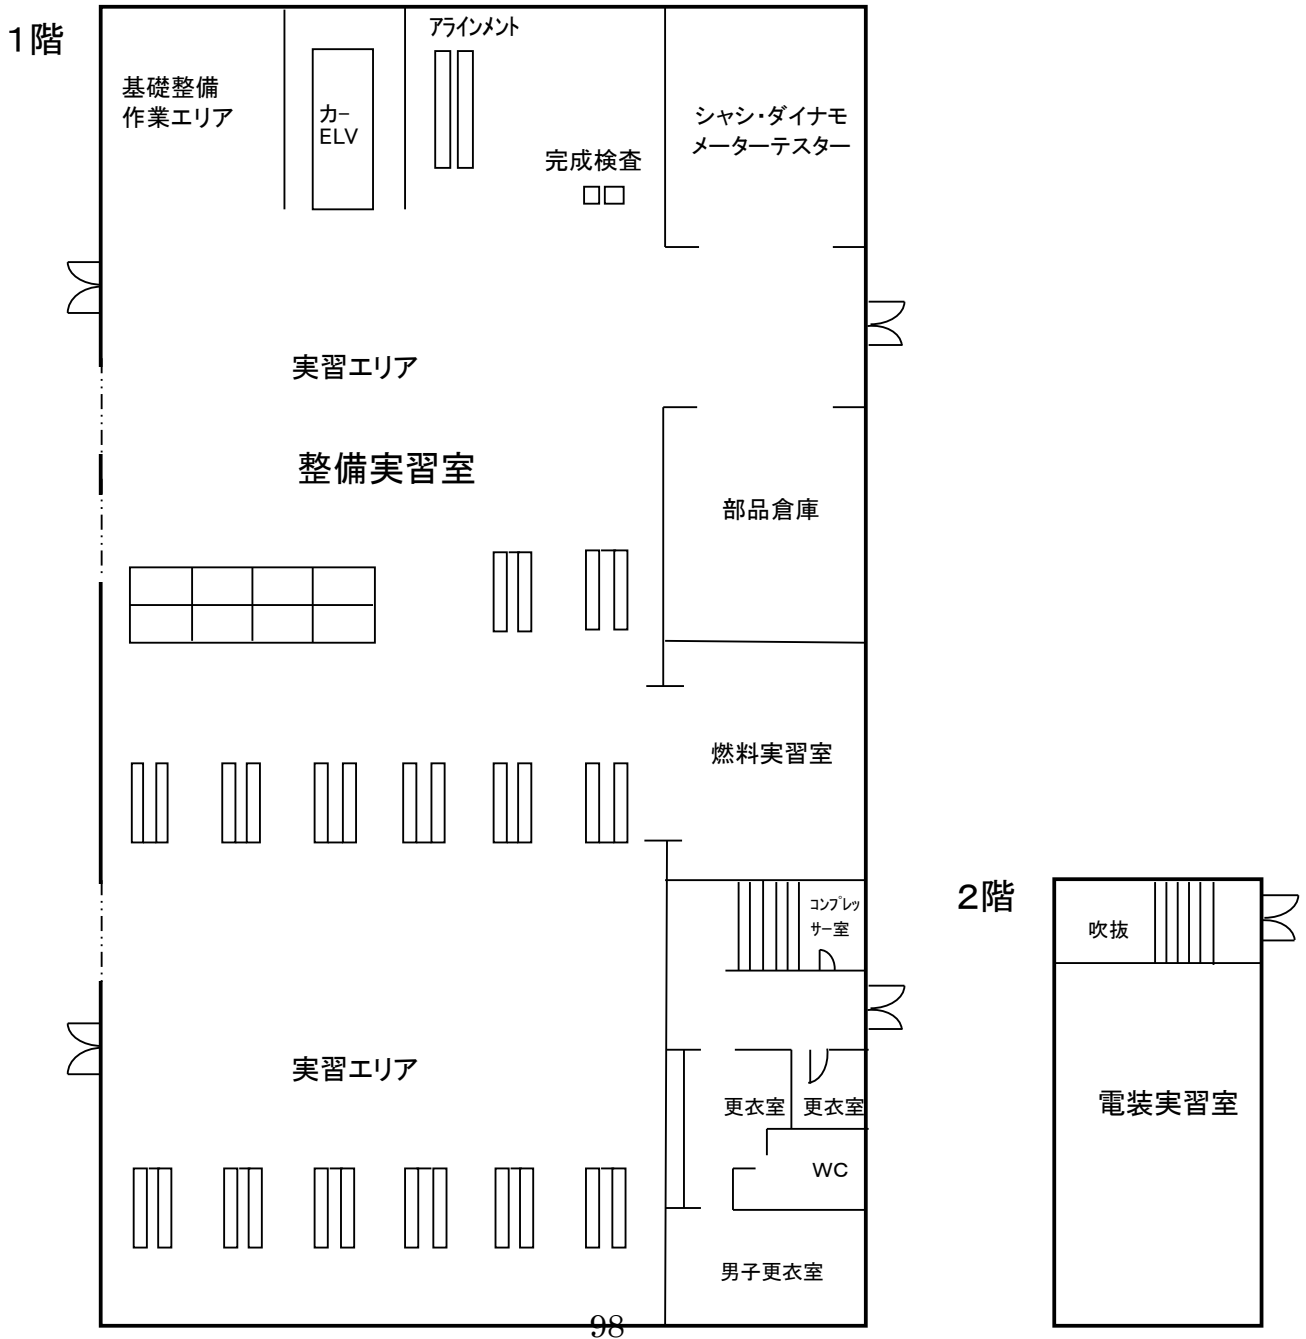 1階
アラインメント
基礎整備
作業エリア
カー
ELV
シャシ・ダイナモ
メーターテスター
完成検査
実習エリア
整備実習室
部品倉庫
燃料実習室
コンプレッ
サー室
2階
吹抜
実習エリア
更衣室
更衣室
電装実習室
WC
男子更衣室
98